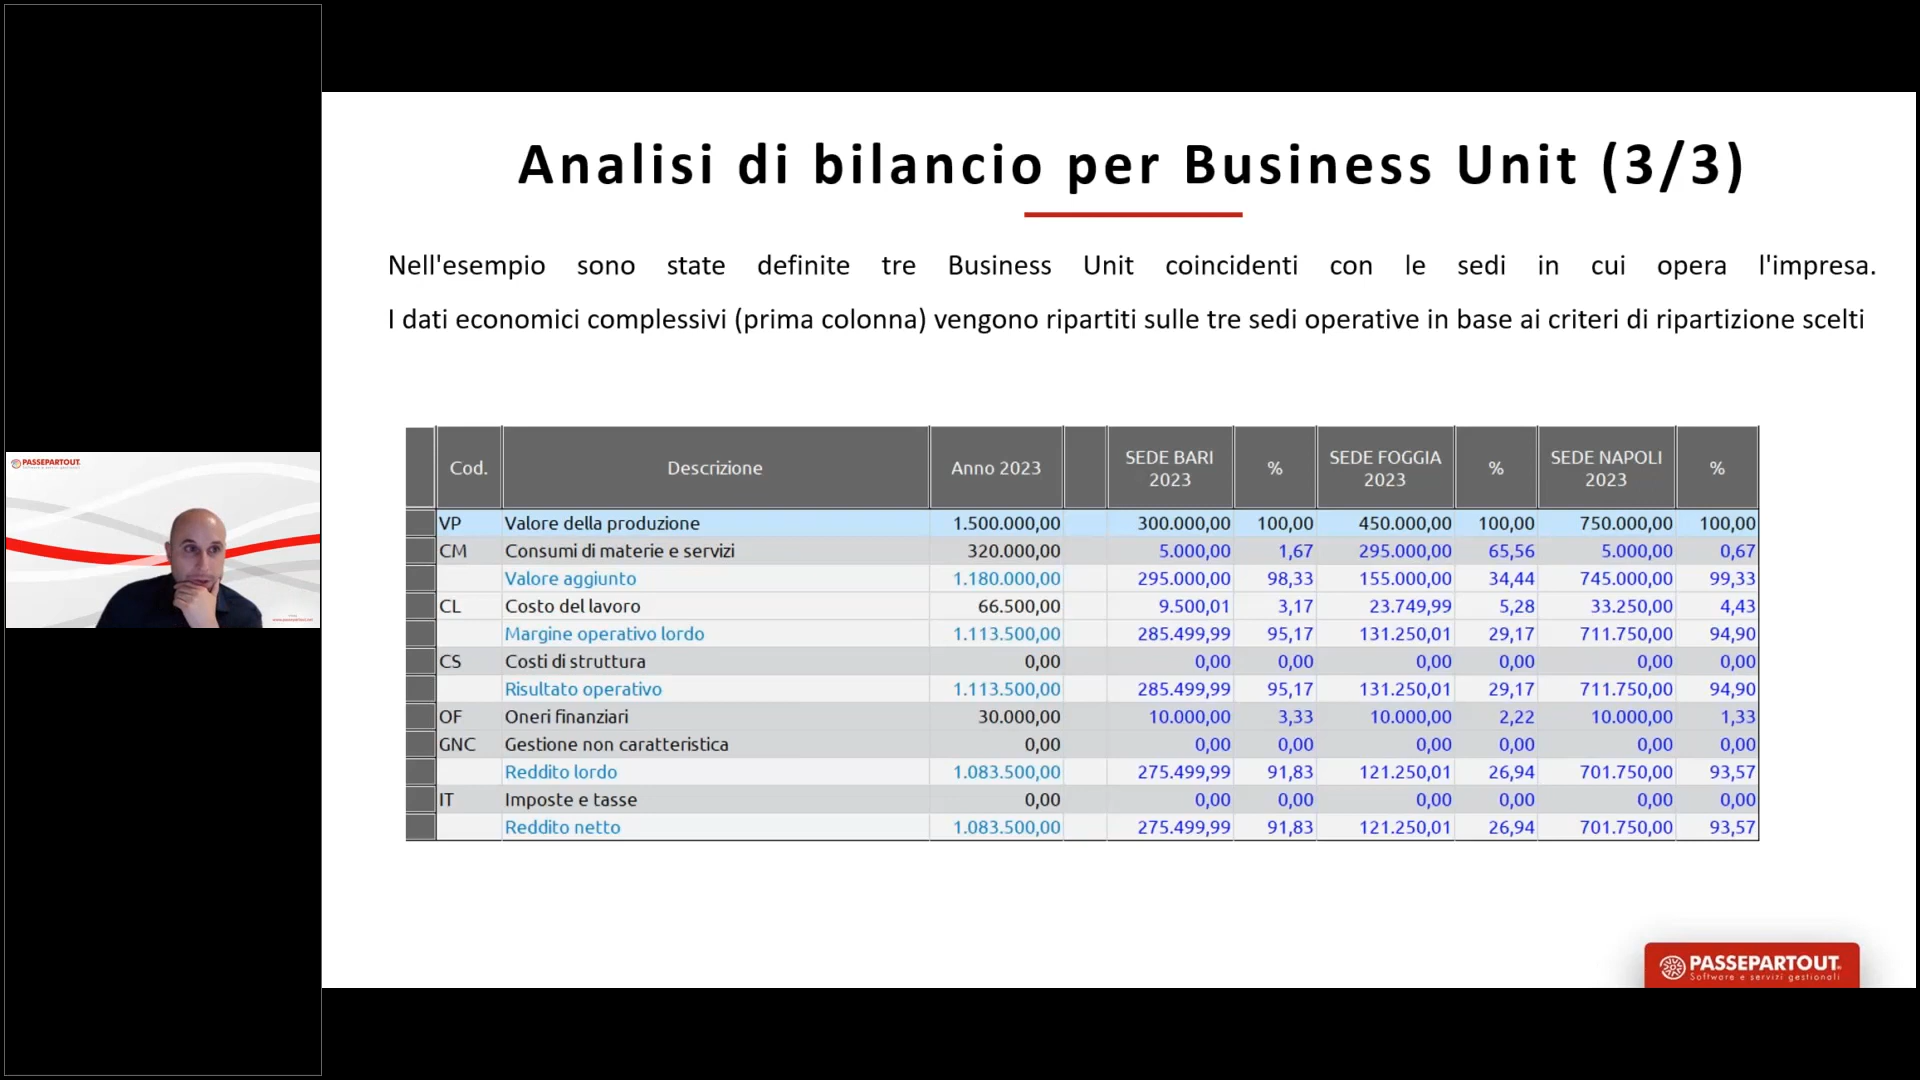 Analisi di bilancio per Business Unit (3/3)
Nell'esempio sono state definite tre Business Unit coincidenti con le sedi in cui opera l'impresa.
I dati economici complessivi (prima colonna) vengono ripartiti sulle tre sedi operative in base ai criteri di ripartizione scelti
Cod. Descrizione Anno 2023 SEDE BARI 2023 % SEDE FOGGIA 2023 % SEDE NAPOLI 2023 %
VP Valore della produzione 1.500.000,00 300.000,00 100,00 450.000,00 100,00 750.000,00 100,00
CM Consumi di materie e servizi 320.000,00 5.000,00 1,67 295.000,00 65,56 5.000,00 0,67
Valore aggiunto 1.180.000,00 295.000,00 98,33 155.000,00 34,44 745.000,00 99,33
CL Costo del lavoro 66.500,00 9.500,01 3,17 23.749,99 5,28 33.250,00 4,43
Margine operativo lordo 1.113.500,00 285.499,99 95,17 131.250,01 29,17 711.750,00 94,90
CS Costi di struttura 0,00 0,00 0,00 0,00 0,00 0,00 0,00
Risultato operativo 1.113.500,00 285.499,99 95,17 131.250,01 29,17 711.750,00 94,90
OF Oneri finanziari 30.000,00 10.000,00 3,33 10.000,00 2,22 10.000,00 1,33
GNC Gestione non caratteristica 0,00 0,00 0,00 0,00 0,00 0,00 0,00
Reddito lordo 1.083.500,00 275.499,99 91,83 121.250,01 26,94 701.750,00 93,57
IT Imposte e tasse 0,00 0,00 0,00 0,00 0,00 0,00 0,00
Reddito netto 1.083.500,00 275.499,99 91,83 121.250,01 26,94 701.750,00 93,57
PASSEPARTOUT
PASSEPARTOUT
Software e servizi gestionali